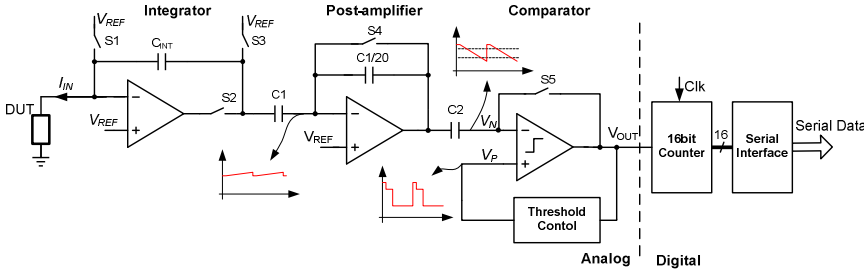 Integrator
Post-amplifier
Comparator
VREF
VREF
S1
CINT
S3
S4
C1/20
S5
Clk
IIN
DUT
VREF
S2
C1
VREF
C2
VN
VP
VOUT
16bit
Counter
16
Serial
Interface
Serial Data
Threshold
Contol
Analog
Digital